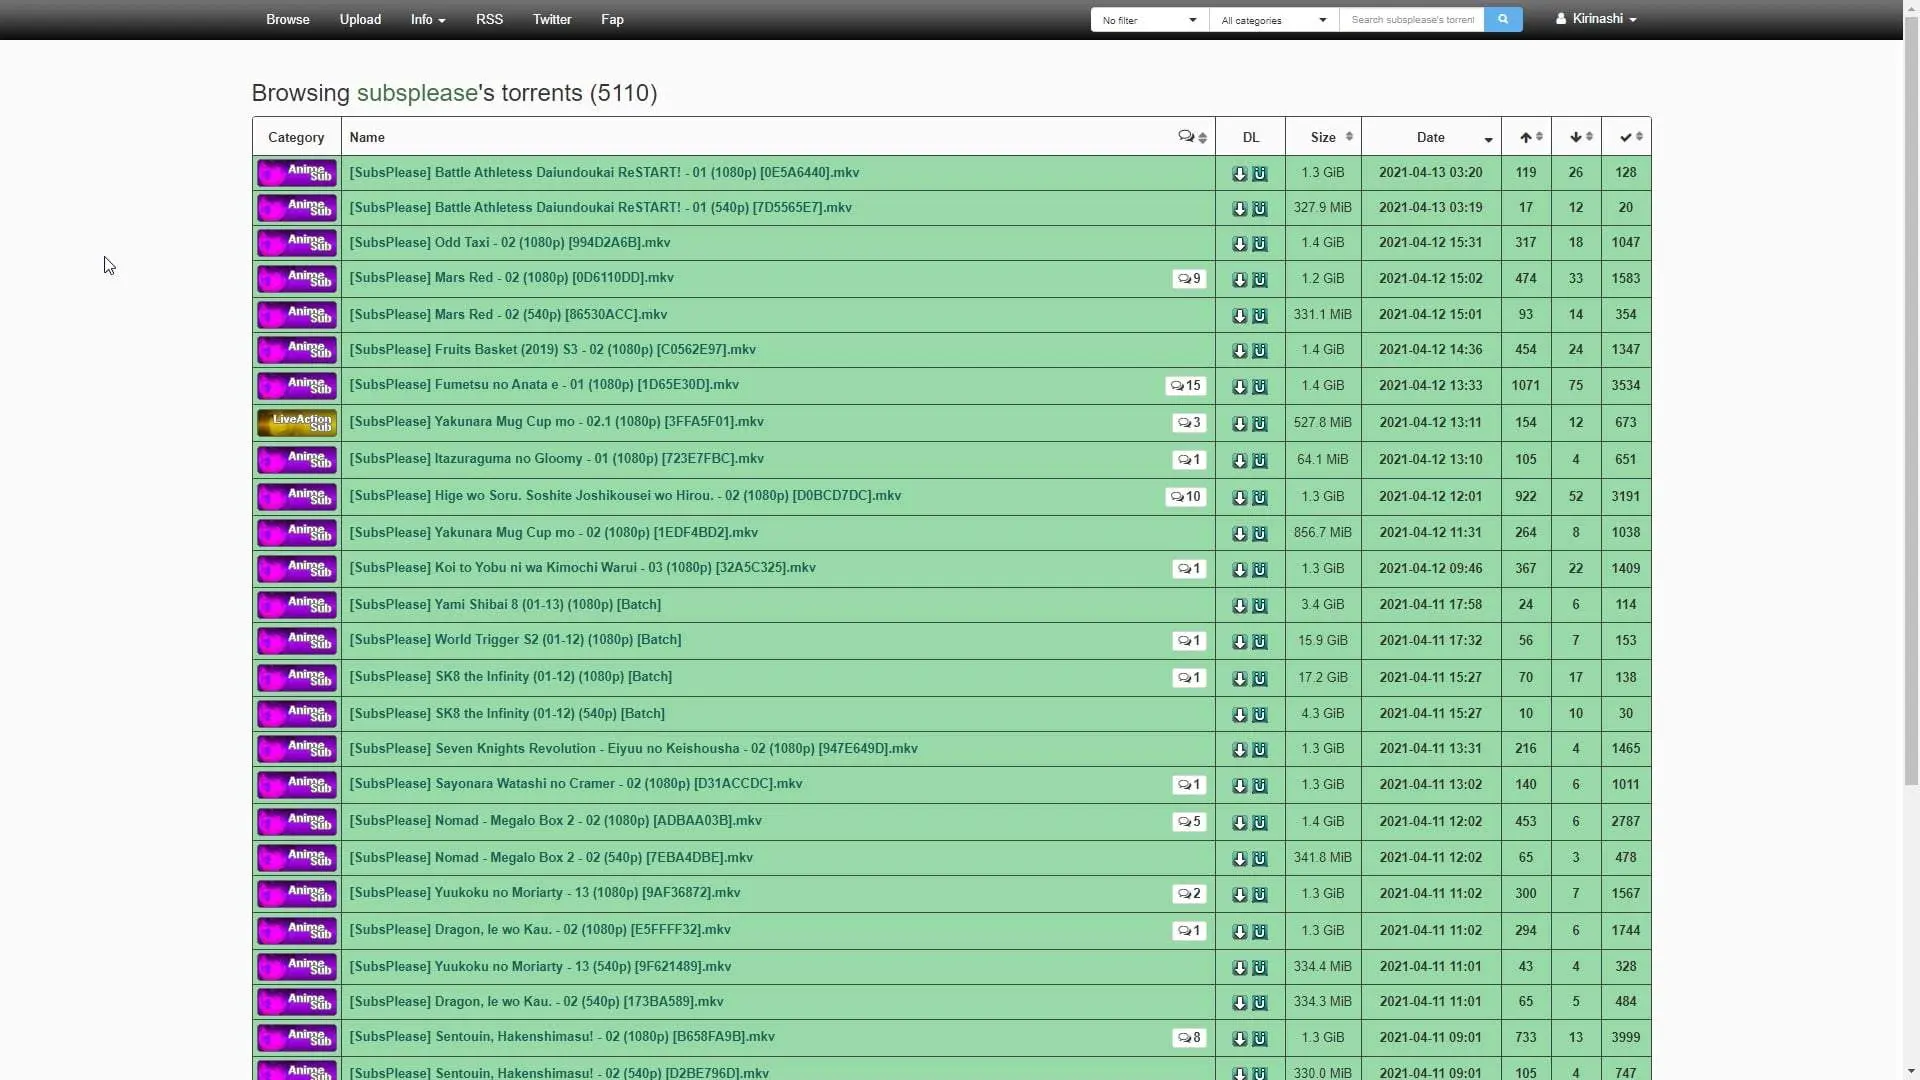 Browse Upload Info RSS Twitter Fap No filter All categories Search subsplease's torrent Kirinashi
Browsing subsplease's torrents (5110)
Category Name DL Size Date
Anime Sub [SubsPlease] Battle Athletess Daiundoukai ReSTART! - 01 (1080p) [0E5A6440].mkv 1.3 GiB 2021-04-13 03:20 119 26 128
Anime Sub [SubsPlease] Battle Athletess Daiundoukai ReSTART! - 01 (540p) [7D5565E7].mkv 327.9 MiB 2021-04-13 03:19 17 12 20
Anime Sub [SubsPlease] Odd Taxi - 02 (1080p) [994D2A6B].mkv 1.4 GiB 2021-04-12 15:31 317 18 1047
Anime Sub [SubsPlease] Mars Red - 02 (1080p) [0D6110DD].mkv 9 1.2 GiB 2021-04-12 15:02 474 33 1583
Anime Sub [SubsPlease] Mars Red - 02 (540p) [86530ACC].mkv 331.1 MiB 2021-04-12 15:01 93 14 354
Anime Sub [SubsPlease] Fruits Basket (2019) S3 - 02 (1080p) [C0562E97].mkv 1.4 GiB 2021-04-12 14:36 454 24 1347
Anime Sub [SubsPlease] Fumetsu no Anata e - 01 (1080p) [1D65E30D].mkv 15 1.4 GiB 2021-04-12 13:33 1071 75 3534
LiveAction Sub [SubsPlease] Yakunara Mug Cup mo - 02.1 (1080p) [3FFA5F01].mkv 3 527.8 MiB 2021-04-12 13:11 154 12 673
Anime Sub [SubsPlease] Itazuraguma no Gloomy - 01 (1080p) [723E7FBC].mkv 1 64.1 MiB 2021-04-12 13:10 105 4 651
Anime Sub [SubsPlease] Hige wo Soru. Soshite Joshikousei wo Hirou. - 02 (1080p) [D0BCD7DC].mkv 10 1.3 GiB 2021-04-12 12:01 922 52 3191
Anime Sub [SubsPlease] Yakunara Mug Cup mo - 02 (1080p) [1EDF4BD2].mkv 856.7 MiB 2021-04-12 11:31 264 8 1038
Anime Sub [SubsPlease] Koi to Yobu ni wa Kimochi Warui - 03 (1080p) [32A5C325].mkv 1 1.3 GiB 2021-04-12 09:46 367 22 1409
Anime Sub [SubsPlease] Yami Shibai 8 (01-13) (1080p) [Batch] 3.4 GiB 2021-04-11 17:58 24 6 114
Anime Sub [SubsPlease] World Trigger S2 (01-12) (1080p) [Batch] 1 15.9 GiB 2021-04-11 17:32 56 7 153
Anime Sub [SubsPlease] SK8 the Infinity (01-12) (1080p) [Batch] 1 17.2 GiB 2021-04-11 15:27 70 17 138
Anime Sub [SubsPlease] SK8 the Infinity (01-12) (540p) [Batch] 4.3 GiB 2021-04-11 15:27 10 10 30
Anime Sub [SubsPlease] Seven Knights Revolution - Eiyuu no Keishousha - 02 (1080p) [947E649D].mkv 1.3 GiB 2021-04-11 13:31 216 4 1465
Anime Sub [SubsPlease] Sayonara Watashi no Cramer - 02 (1080p) [D31ACCDC].mkv 1 1.3 GiB 2021-04-11 13:02 140 6 1011
Anime Sub [SubsPlease] Nomad - Megalo Box 2 - 02 (1080p) [ADBAA03B].mkv 5 1.4 GiB 2021-04-11 12:02 453 6 2787
Anime Sub [SubsPlease] Nomad - Megalo Box 2 - 02 (540p) [7EBA4DBE].mkv 341.8 MiB 2021-04-11 12:02 65 3 478
Anime Sub [SubsPlease] Yuukoku no Moriarty - 13 (1080p) [9AF36872].mkv 2 1.3 GiB 2021-04-11 11:02 300 7 1567
Anime Sub [SubsPlease] Dragon, Ie wo Kau. - 02 (1080p) [E5FFFF32].mkv 1 1.3 GiB 2021-04-11 11:02 294 6 1744
Anime Sub [SubsPlease] Yuukoku no Moriarty - 13 (540p) [9F621489].mkv 334.4 MiB 2021-04-11 11:01 43 4 328
Anime Sub [SubsPlease] Dragon, Ie wo Kau. - 02 (540p) [173BA589].mkv 334.3 MiB 2021-04-11 11:01 65 5 484
Anime Sub [SubsPlease] Sentouin, Hakenshimasu! - 02 (1080p) [B658FA9B].mkv 8 1.3 GiB 2021-04-11 09:01 733 13 3999
Anime Sub [SubsPlease] Sentouin, Hakenshimasu! - 02 (540p) [D2BE796D].mkv 330.0 MiB 2021-04-11 09:01 105 4 747